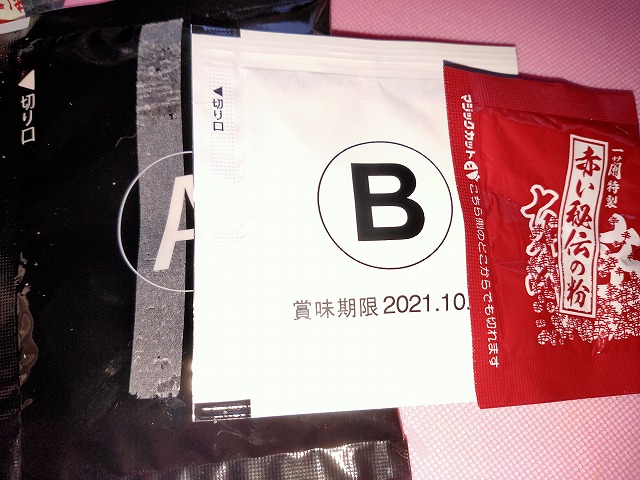 切り口
A
切り口
B
賞味期限 2021.10.
マジックカット
こちら側のどこからでも切れます
一蘭特製
赤い秘伝の粉